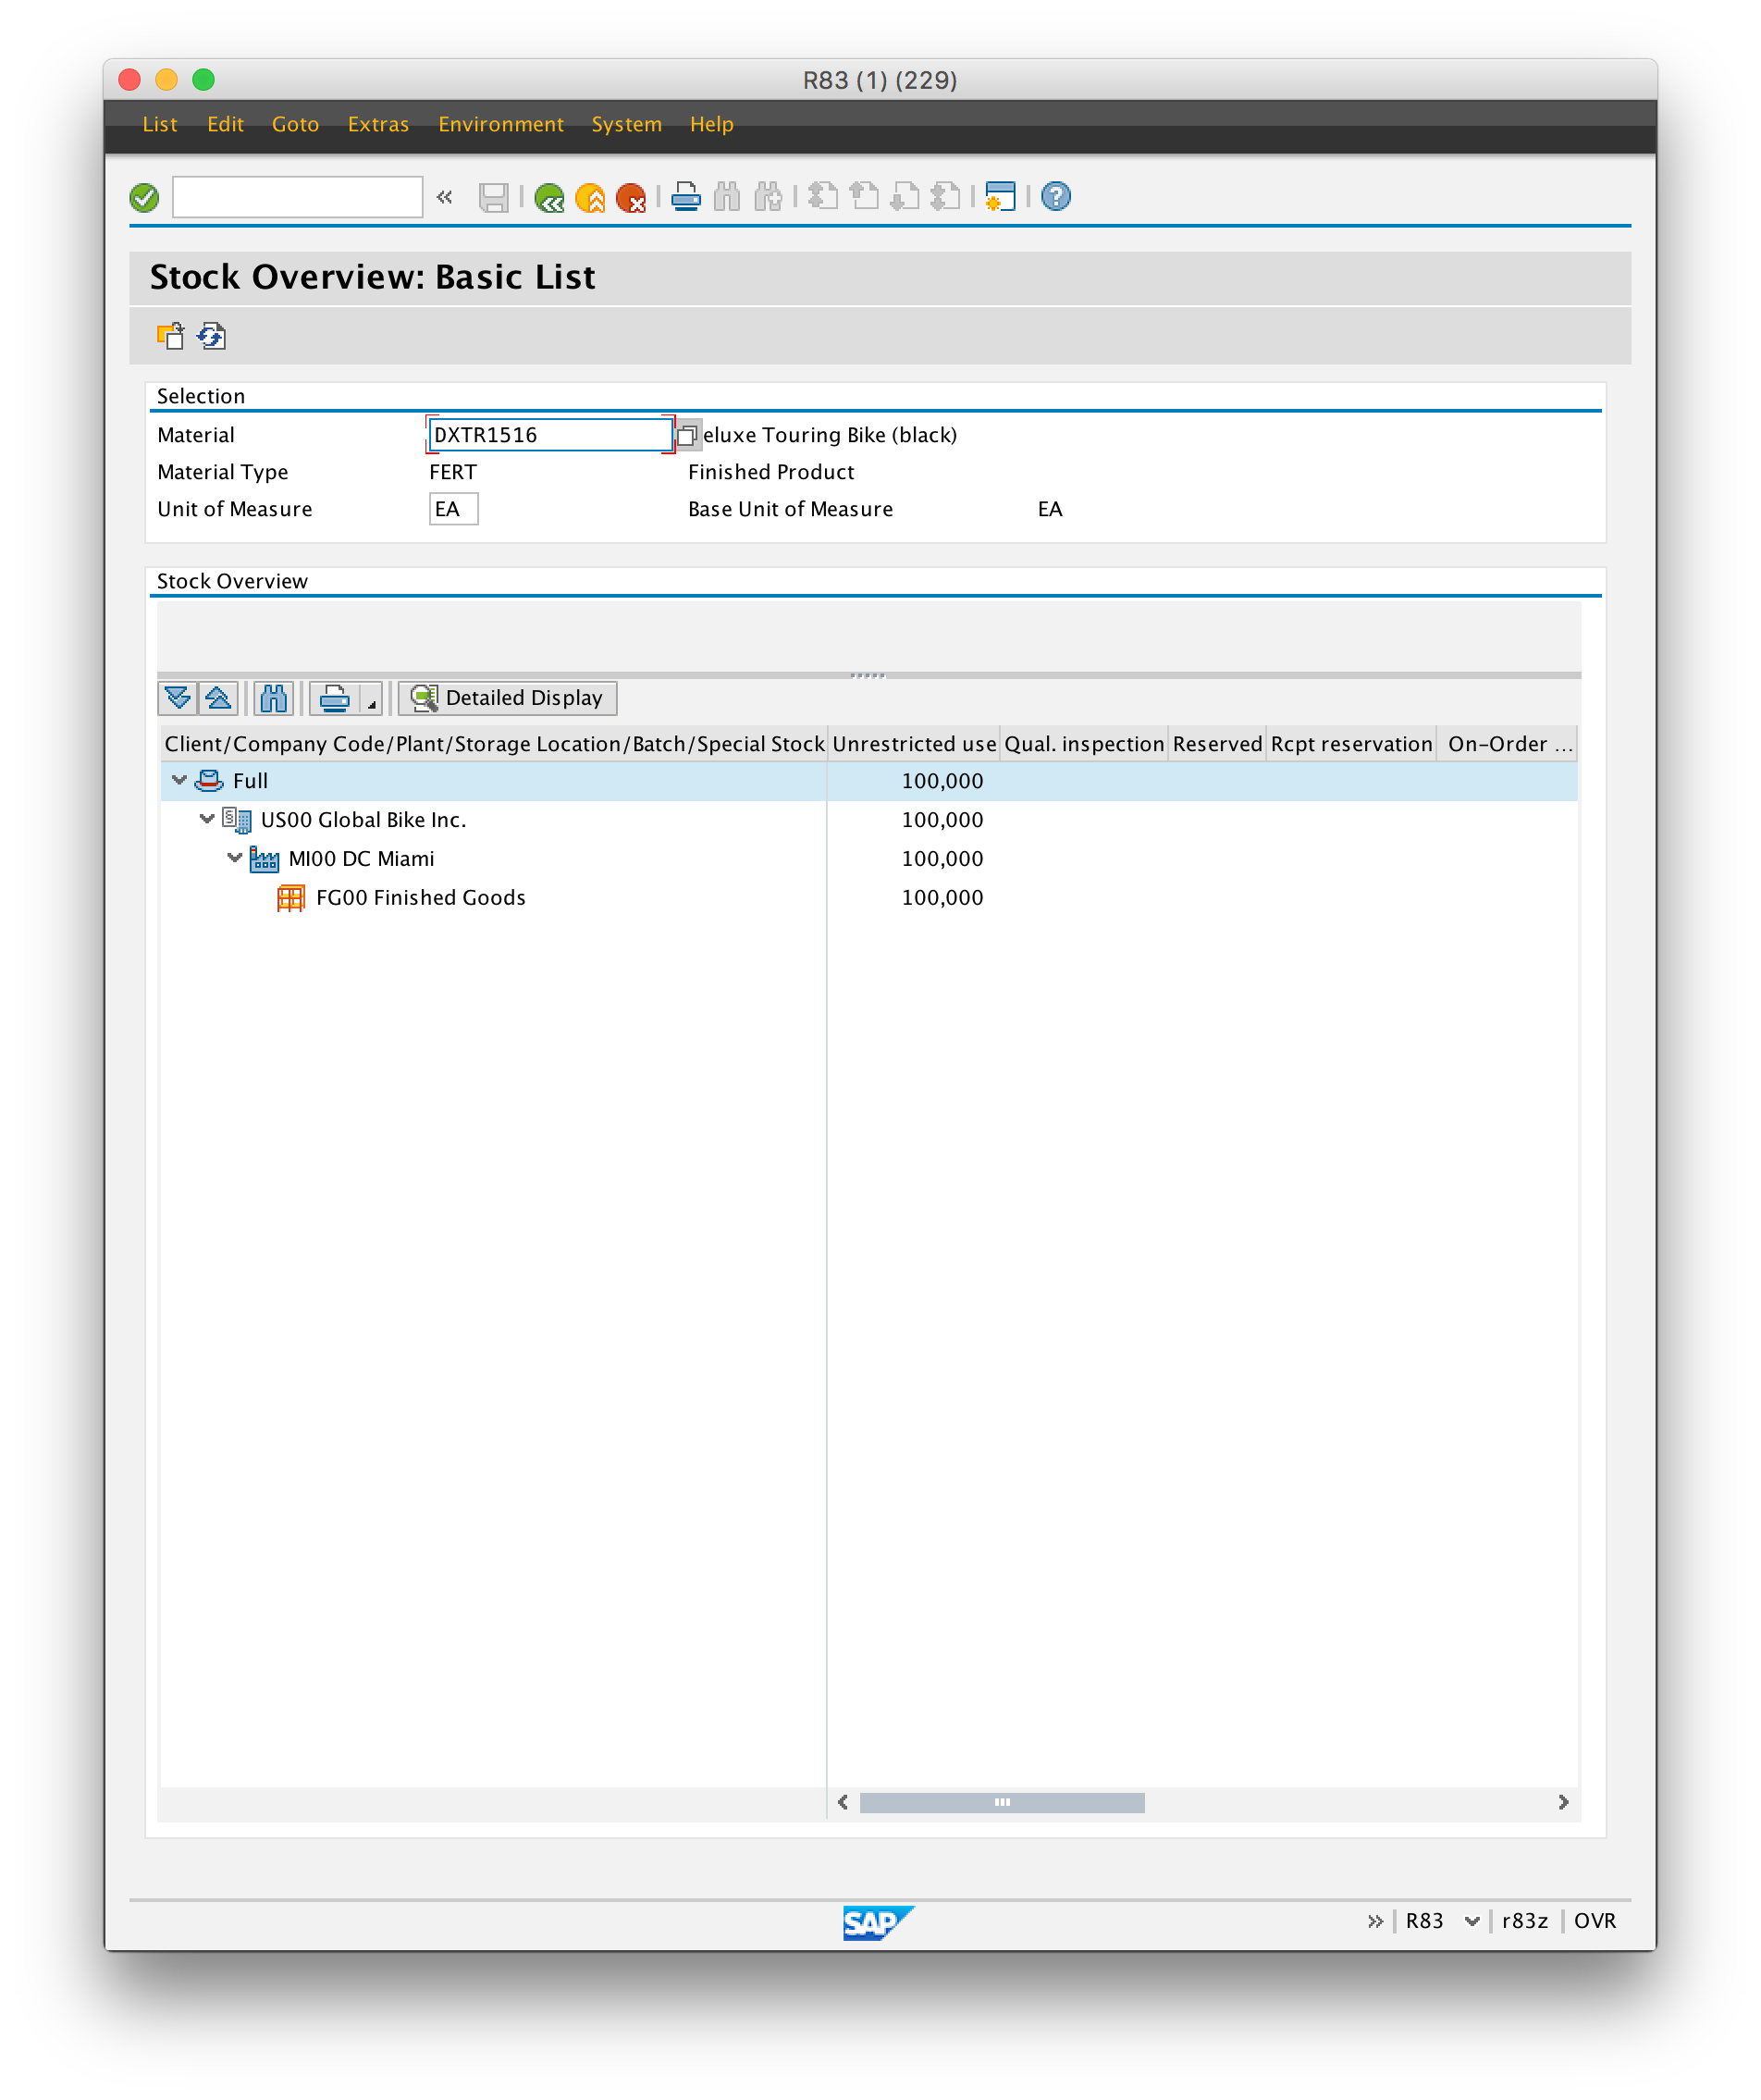 R83 (1) (229)
List Edit Goto Extras Environment System Help
Stock Overview: Basic List
Selection
Material DXTR1516 eluxe Touring Bike (black)
Material Type FERT Finished Product
Unit of Measure EA Base Unit of Measure EA
Stock Overview
Detailed Display
Client/Company Code/Plant/Storage Location/Batch/Special Stock Unrestricted use Qual. inspection Reserved Rcpt reservation On-Order ...
Full 100,000
US00 Global Bike Inc. 100,000
MI00 DC Miami 100,000
FG00 Finished Goods 100,000
SAP R83 r83z OVR